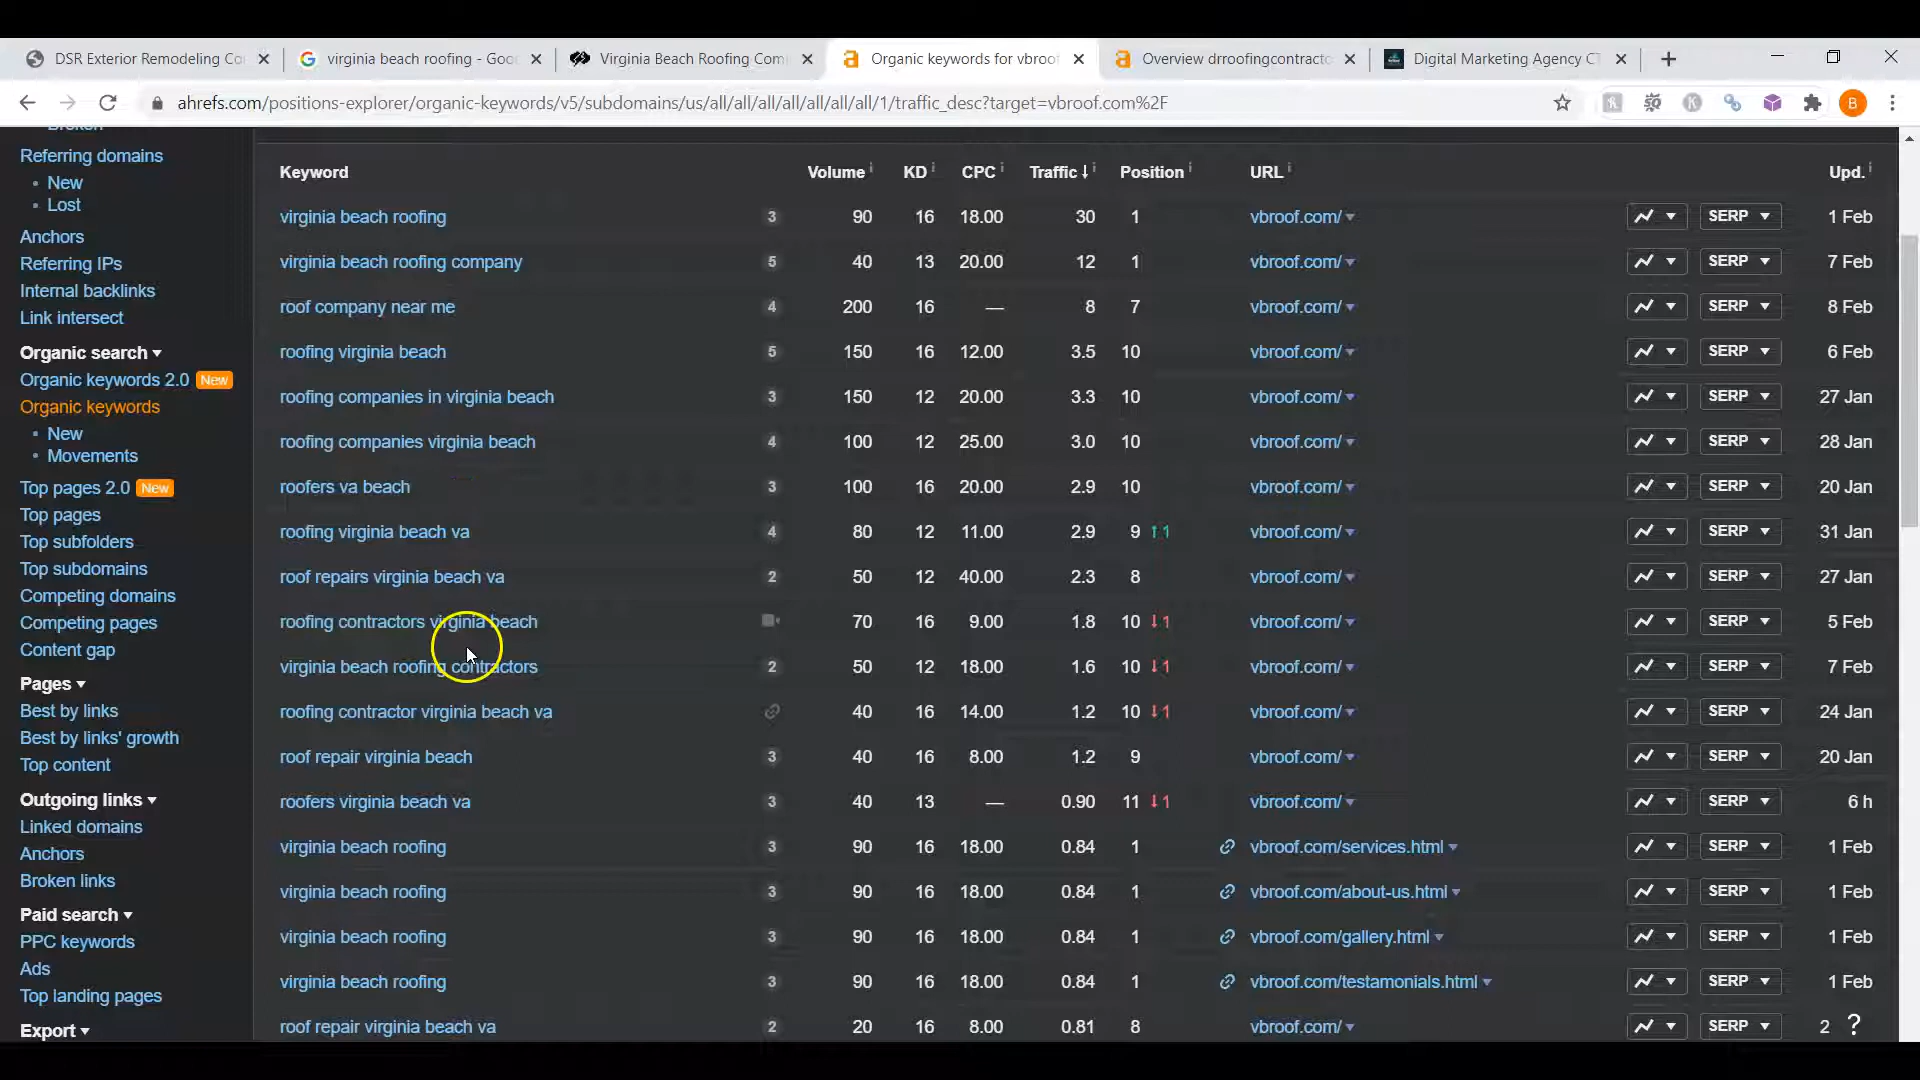 DSR Exterior Remodeling Co
virginia beach roofing - Goo
Virginia Beach Roofing Com
Organic keywords for vbroof
Overview drroofingcontracto
Digital Marketing Agency CT
ahrefs.com/positions-explorer/organic-keywords/v5/subdomains/us/all/all/all/all/all/all/all/1/traffic_desc?target=vbroof.com%2F
B
Broken
Referring domains
New
Lost
Anchors
Referring IPs
Internal backlinks
Link intersect
Organic search
Organic keywords 2.0 New
Organic keywords
New
Movements
Top pages 2.0 New
Top pages
Top subfolders
Top subdomains
Competing domains
Competing pages
Content gap
Pages
Best by links
Best by links' growth
Top content
Outgoing links
Linked domains
Anchors
Broken links
Paid search
PPC keywords
Ads
Top landing pages
Export
Keyword Volume KD CPC Traffic Position URL Upd.
virginia beach roofing 3 90 16 18.00 30 1 vbroof.com/ SERP 1 Feb
virginia beach roofing company 5 40 13 20.00 12 1 vbroof.com/ SERP 7 Feb
roof company near me 4 200 16 — 8 7 vbroof.com/ SERP 8 Feb
roofing virginia beach 5 150 16 12.00 3.5 10 vbroof.com/ SERP 6 Feb
roofing companies in virginia beach 3 150 12 20.00 3.3 10 vbroof.com/ SERP 27 Jan
roofing companies virginia beach 4 100 12 25.00 3.0 10 vbroof.com/ SERP 28 Jan
roofers va beach 3 100 16 20.00 2.9 10 vbroof.com/ SERP 20 Jan
roofing virginia beach va 4 80 12 11.00 2.9 9 ↑1 vbroof.com/ SERP 31 Jan
roof repairs virginia beach va 2 50 12 40.00 2.3 8 vbroof.com/ SERP 27 Jan
roofing contractors virginia beach 70 16 9.00 1.8 10 ↓1 vbroof.com/ SERP 5 Feb
virginia beach roofing contractors 2 50 12 18.00 1.6 10 ↓1 vbroof.com/ SERP 7 Feb
roofing contractor virginia beach va 40 16 14.00 1.2 10 ↓1 vbroof.com/ SERP 24 Jan
roof repair virginia beach 3 40 16 8.00 1.2 9 vbroof.com/ SERP 20 Jan
roofers virginia beach va 3 40 13 — 0.90 11 ↓1 vbroof.com/ SERP 6 h
virginia beach roofing 3 90 16 18.00 0.84 1 vbroof.com/services.html SERP 1 Feb
virginia beach roofing 3 90 16 18.00 0.84 1 vbroof.com/about-us.html SERP 1 Feb
virginia beach roofing 3 90 16 18.00 0.84 1 vbroof.com/gallery.html SERP 1 Feb
virginia beach roofing 3 90 16 18.00 0.84 1 vbroof.com/testamonials.html SERP 1 Feb
roof repair virginia beach va 2 20 16 8.00 0.81 8 vbroof.com/ SERP 2 ?